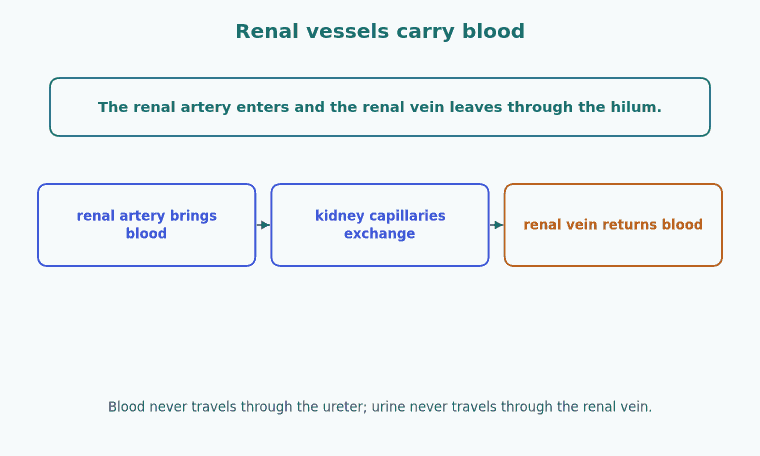 Renal vessels carry blood
The renal artery enters and the renal vein leaves through the hilum.
renal artery brings
blood
kidney capillaries
exchange
renal vein returns blood
Blood never travels through the ureter; urine never travels through the renal vein.